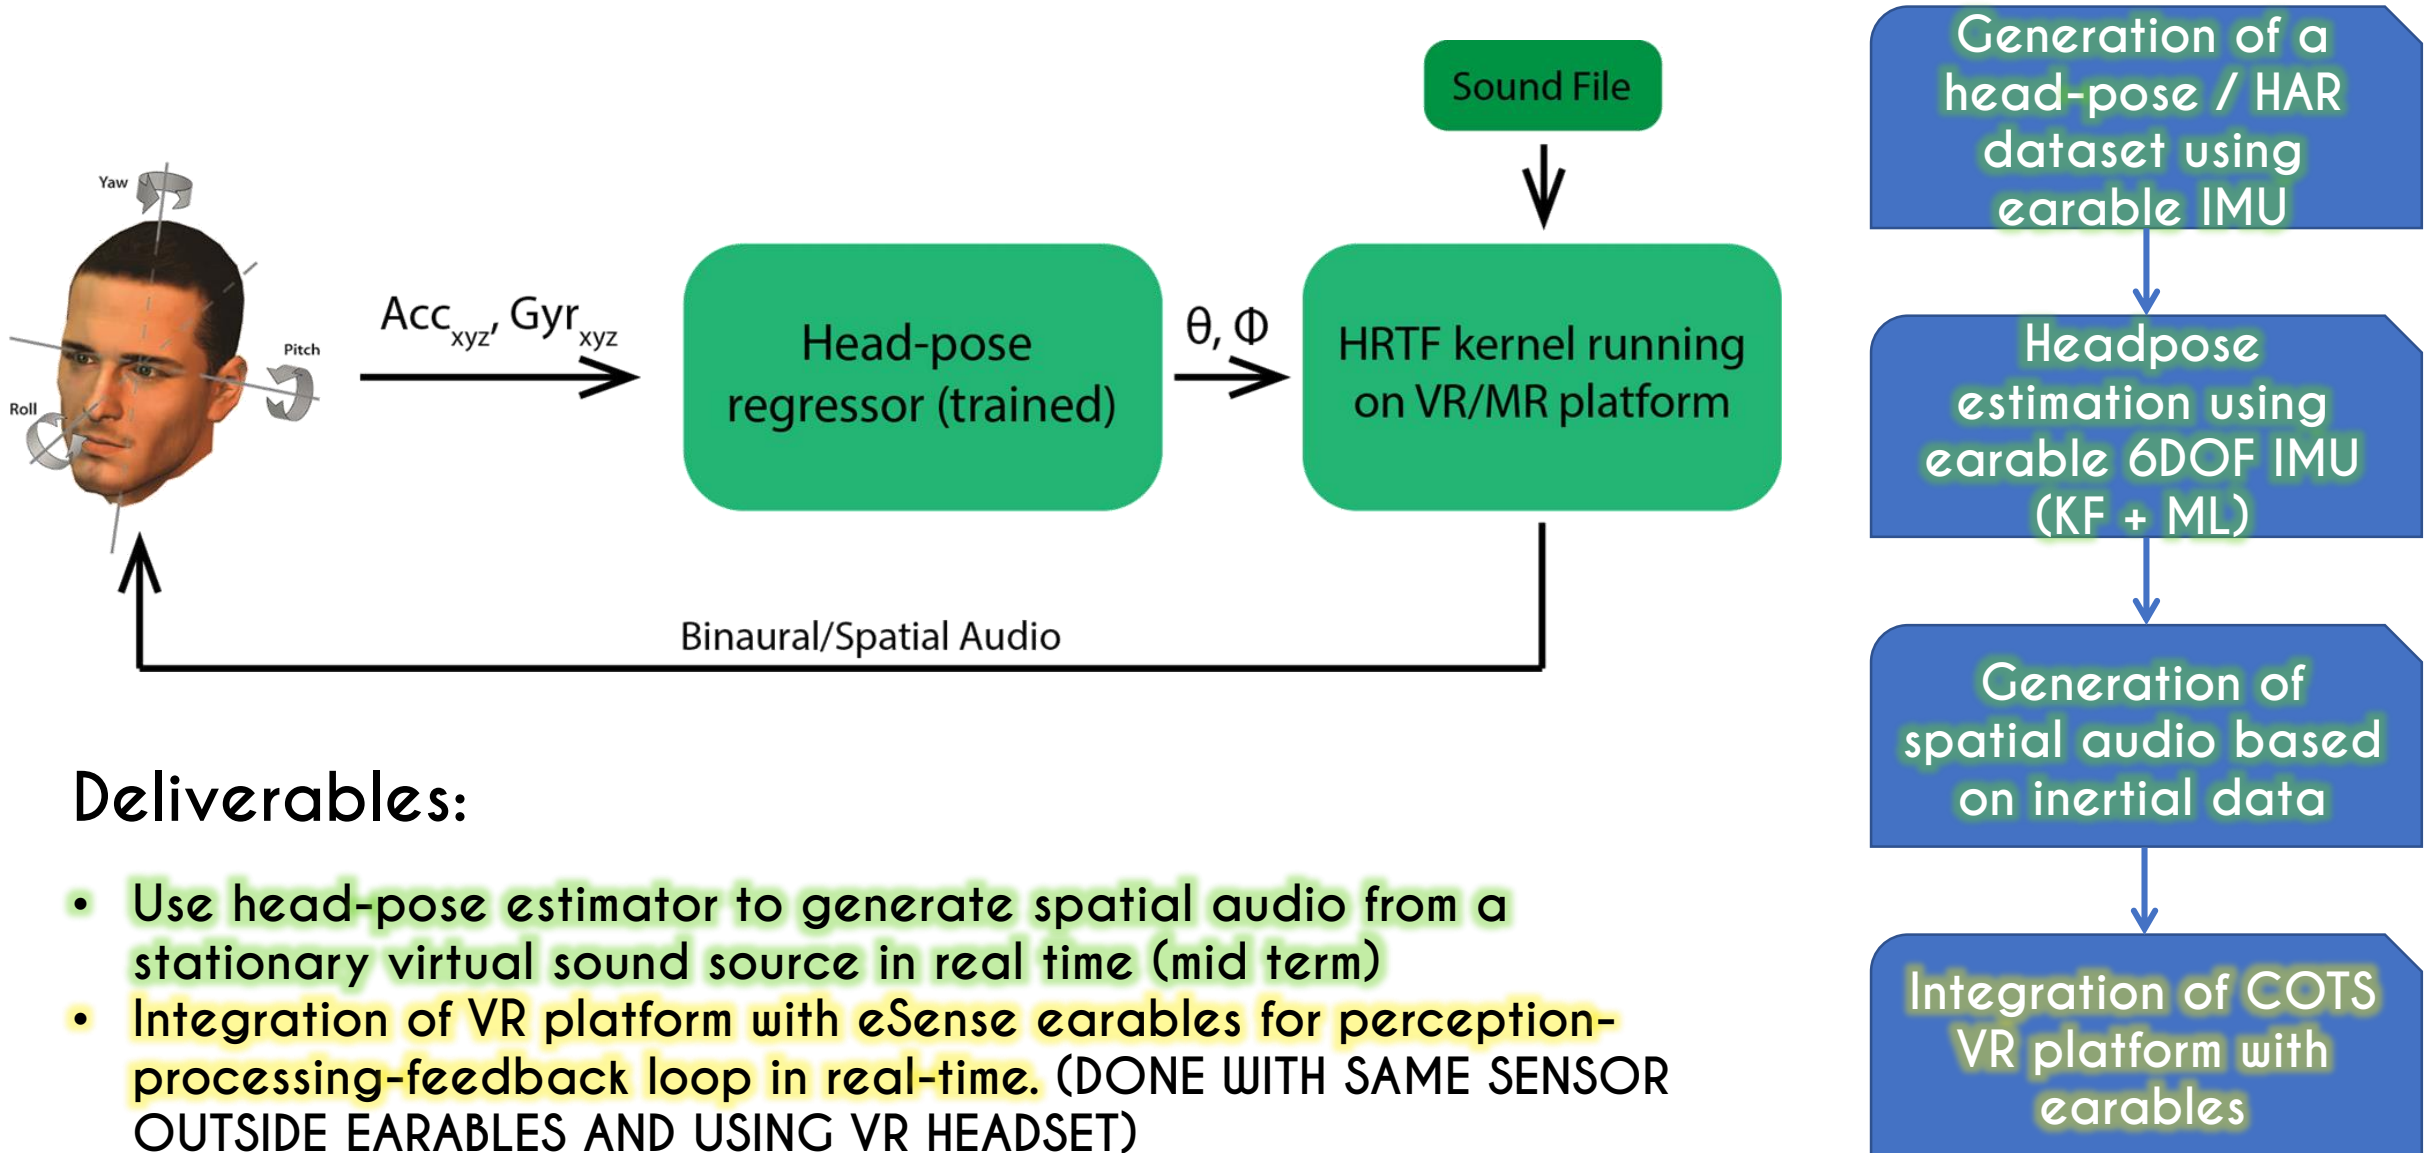 Yaw
Pitch
Roll
Acc_xyz, Gyr_xyz
Head-pose
regressor (trained)
θ, Φ
Sound File
HRTF kernel running
on VR/MR platform
Binaural/Spatial Audio
Deliverables:
• Use head-pose estimator to generate spatial audio from a
stationary virtual sound source in real time (mid term)
• Integration of VR platform with eSense earables for perception-
processing-feedback loop in real-time. (DONE WITH SAME SENSOR
OUTSIDE EARABLES AND USING VR HEADSET)
Generation of a
head-pose / HAR
dataset using
earable IMU
Headpose
estimation using
earable 6DOF IMU
(KF + ML)
Generation of
spatial audio based
on inertial data
Integration of COTS
VR platform with
earables